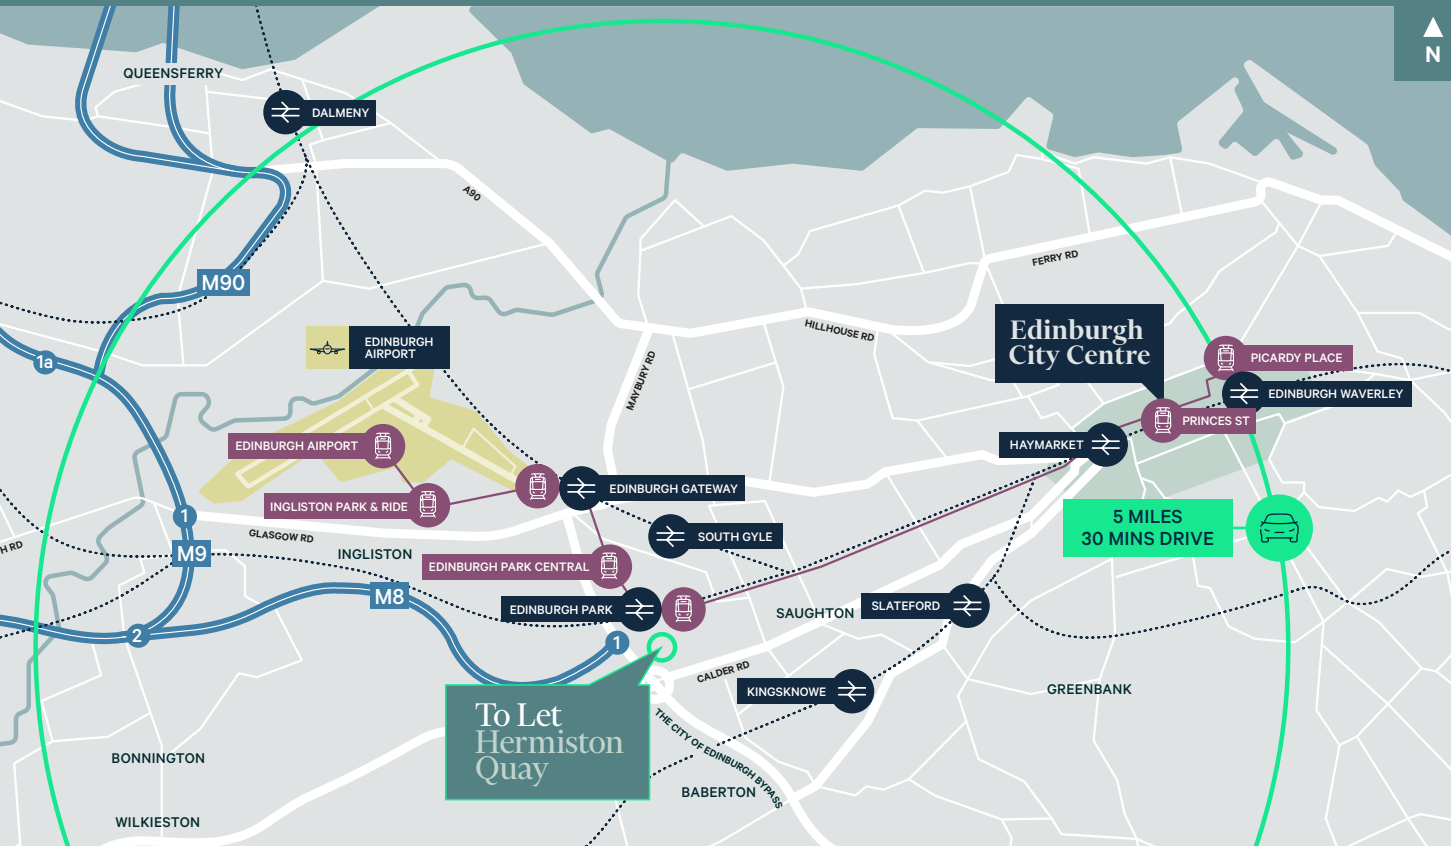 N
QUEENSFERRY
DALMENY
A90
FERRY RD
M90
HILLHOUSE RD
Edinburgh
City Centre
EDINBURGH
AIRPORT
1a
MAYBURY RD
PICARDY PLACE
EDINBURGH WAVERLEY
PRINCES ST
EDINBURGH AIRPORT
HAYMARKET
EDINBURGH GATEWAY
INGLISTON PARK & RIDE
1
5 MILES
30 MINS DRIVE
GLASGOW RD
SOUTH GYLE
H RD
M9
INGLISTON
EDINBURGH PARK CENTRAL
M8
EDINBURGH PARK
SAUGHTON
SLATEFORD
2
1
CALDER RD
KINGSKNOWE
GREENBANK
To Let
Hermiston
Quay
THE CITY OF EDINBURGH BYPASS
BONNINGTON
BABERTON
WILKIESTON